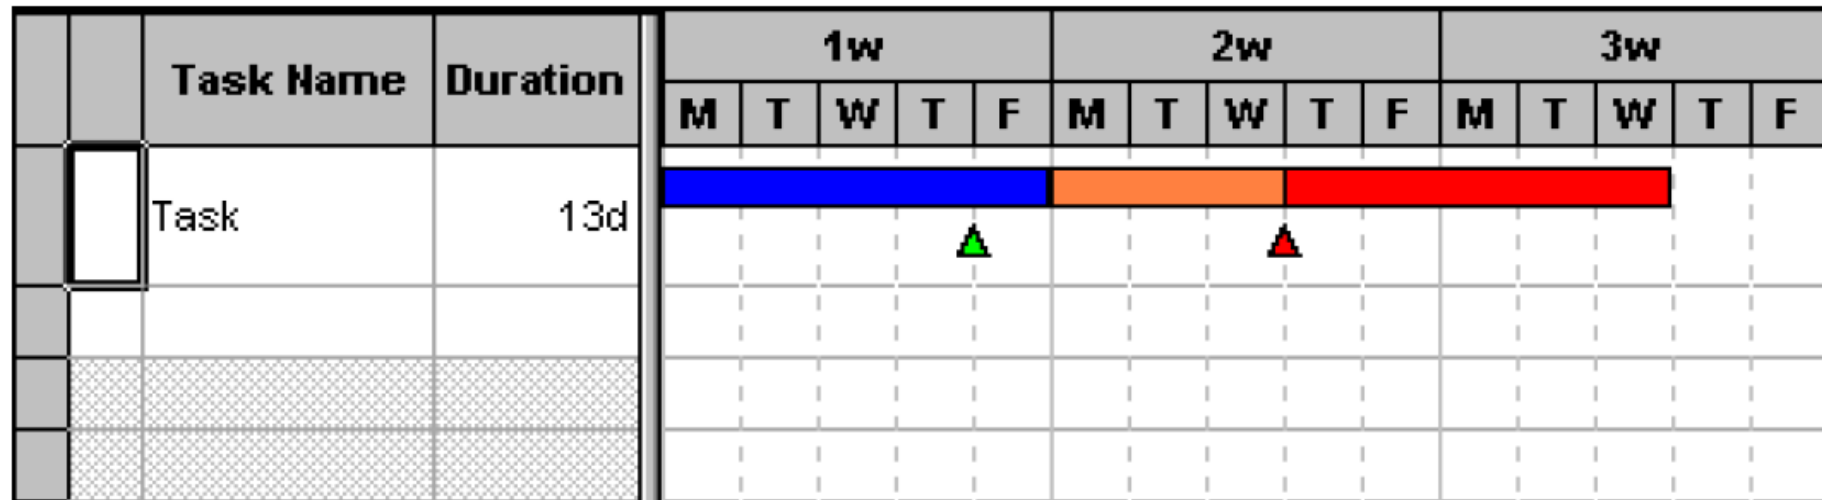 Task Name Duration 1w 2w 3w
M T W T F M T W T F M T W T F
Task 13d